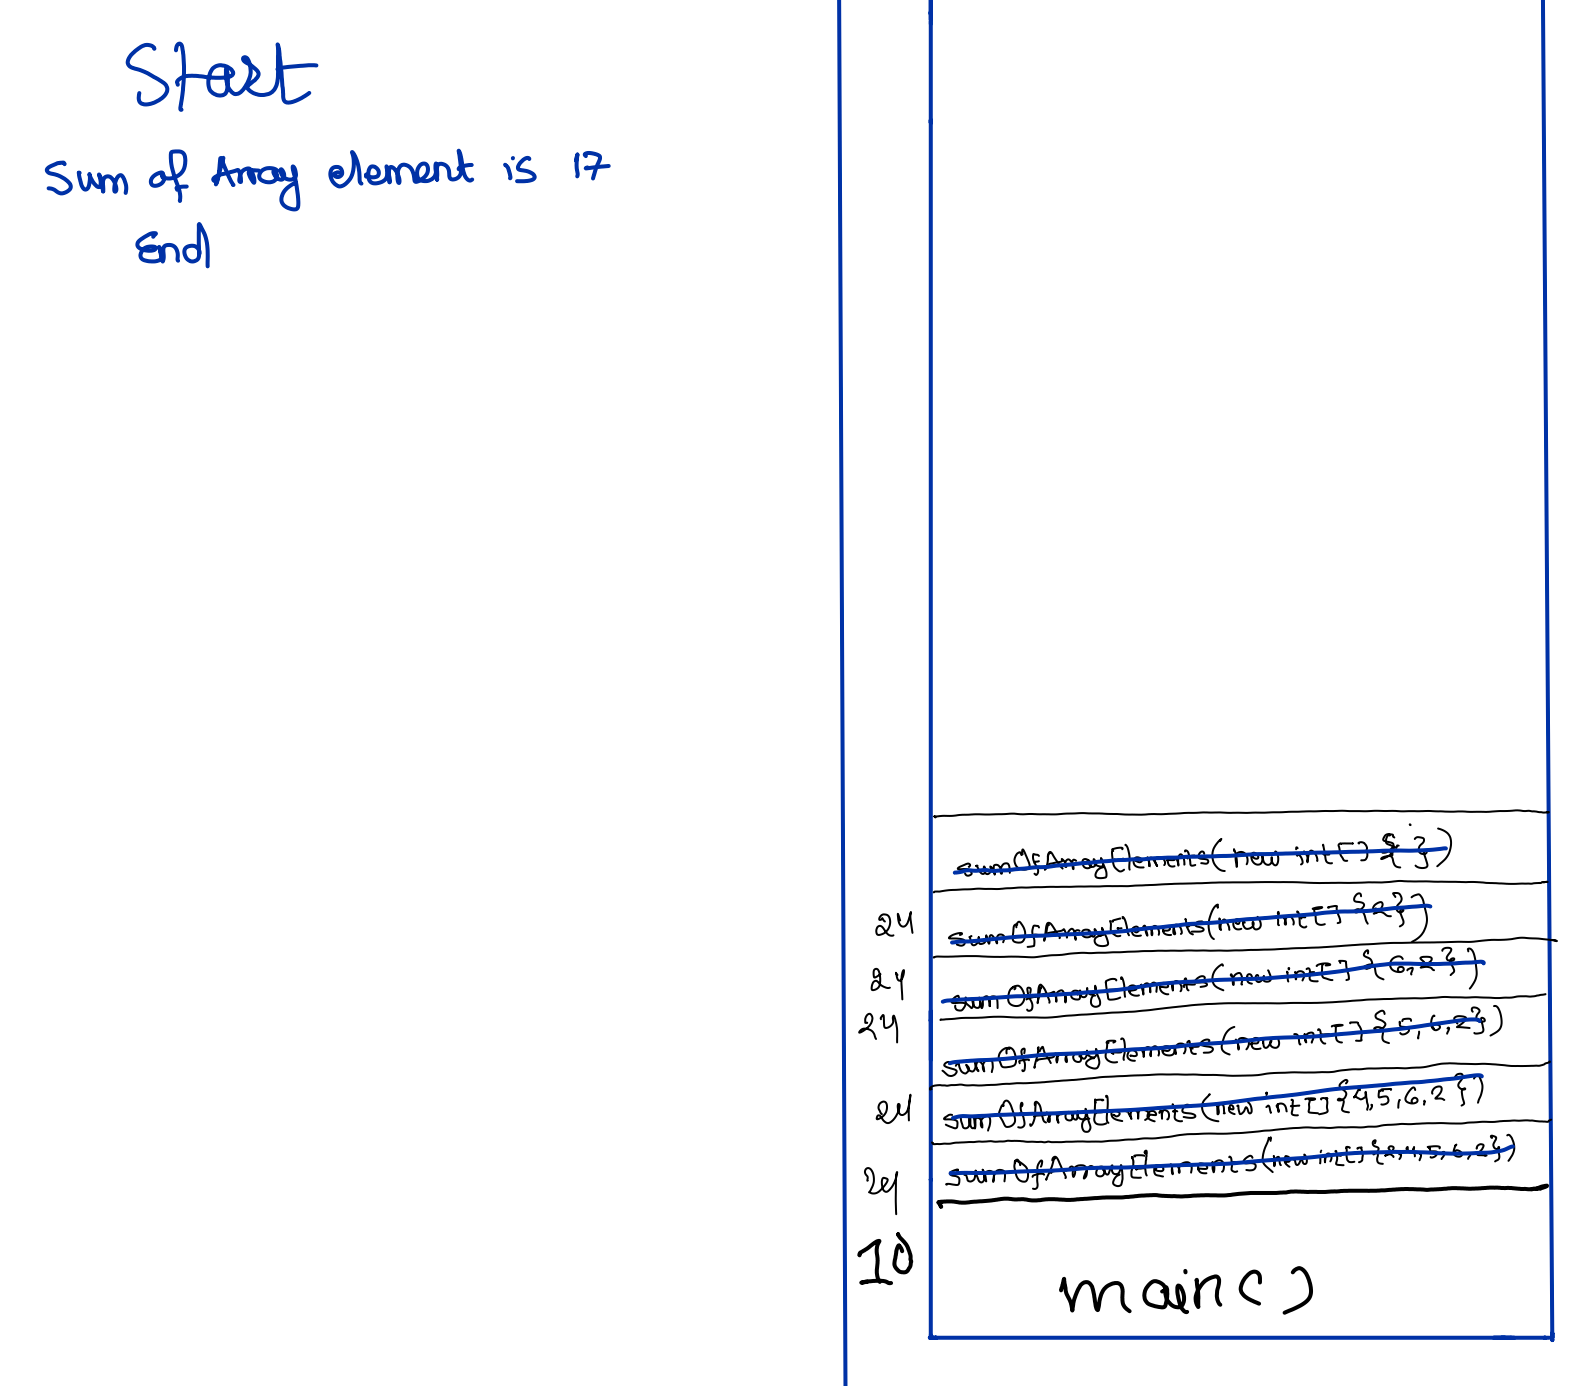 Start
Sum of Array element is 17
End
sumOfArrayElements(new int[] { })
24 sumOfArrayElements(new int[] {2})
24 sumOfArrayElements(new int[] {6,2})
24 sumOfArrayElements(new int[] {5,6,2})
24 sumOfArrayElements(new int[] {4,5,6,2})
24 sumOfArrayElements(new int[] {2,4,5,6,2})
10 main()